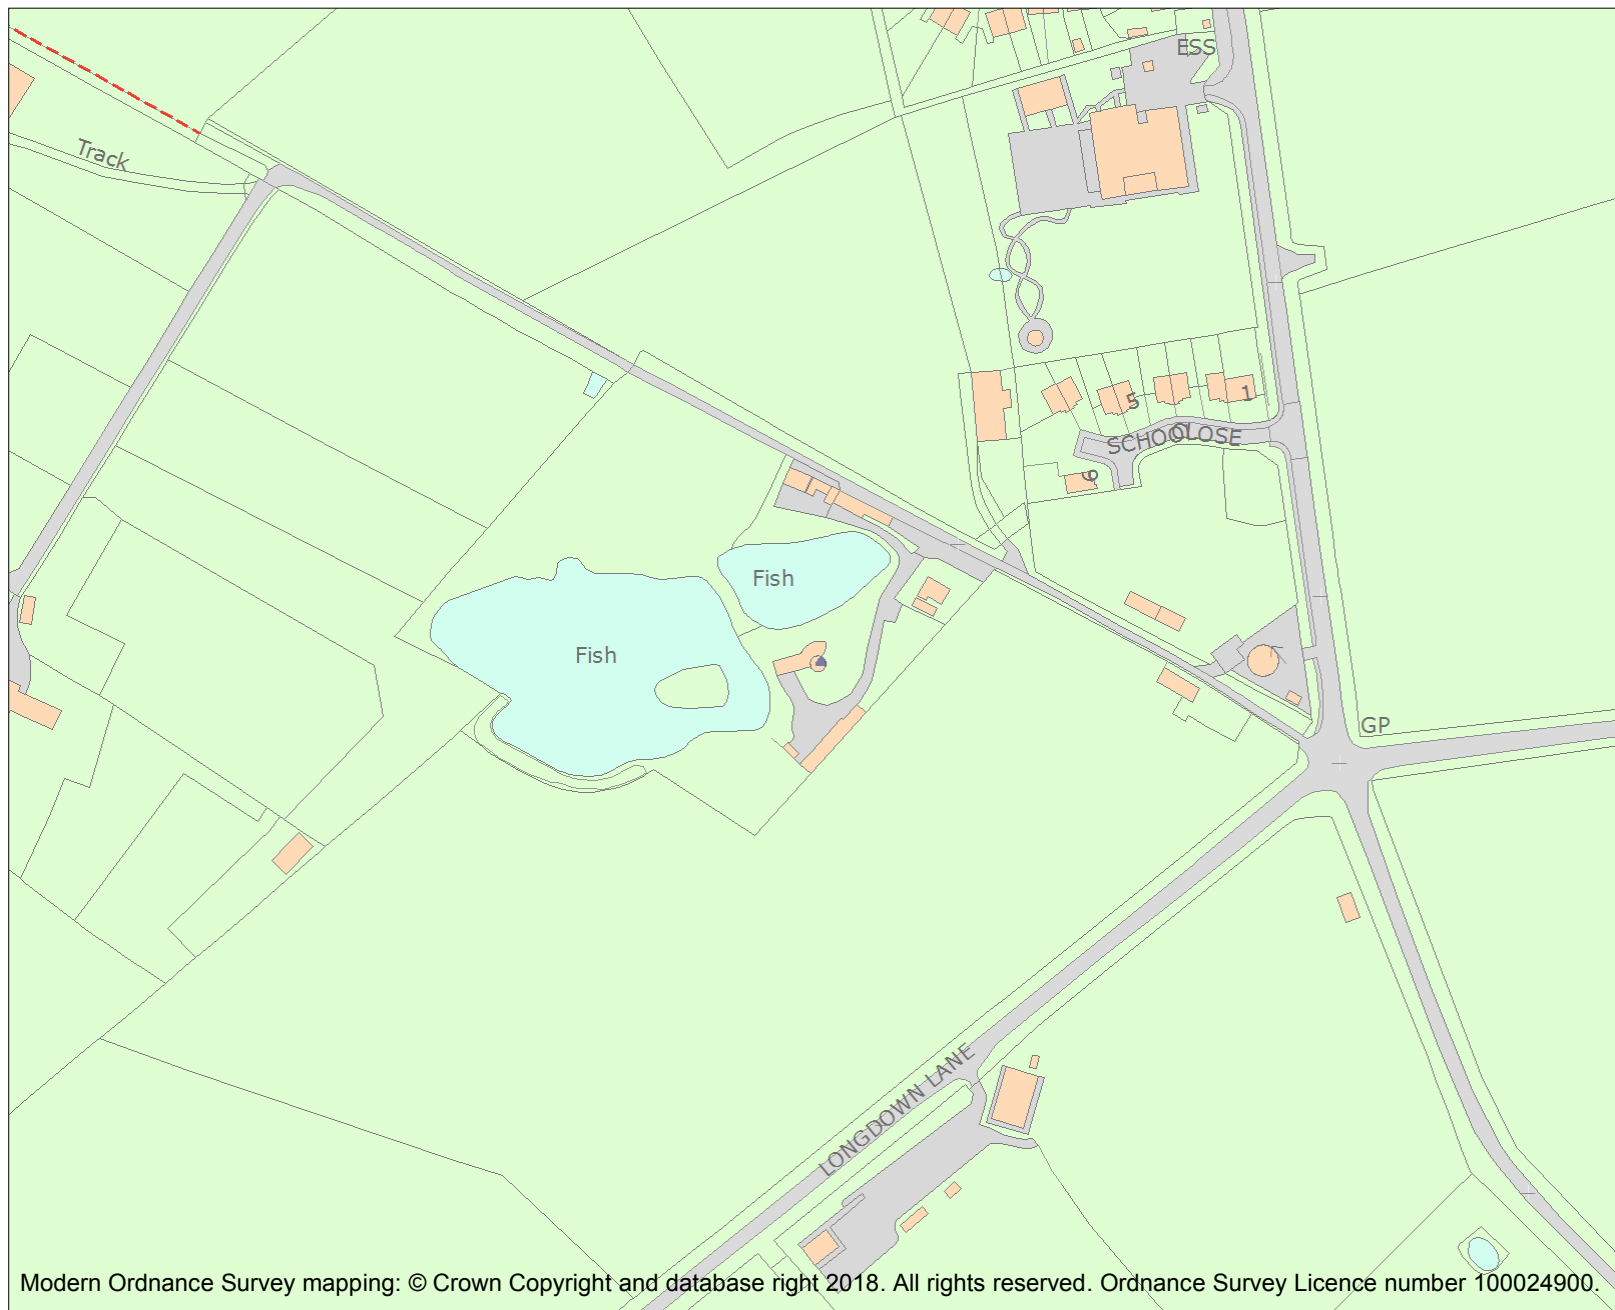 ESS
Track
5
1
SCHOOL CLOSE
6
Fish
Fish
GP
LONGDOWN LANE
Modern Ordnance Survey mapping: © Crown Copyright and database right 2018. All rights reserved. Ordnance Survey Licence number 100024900.